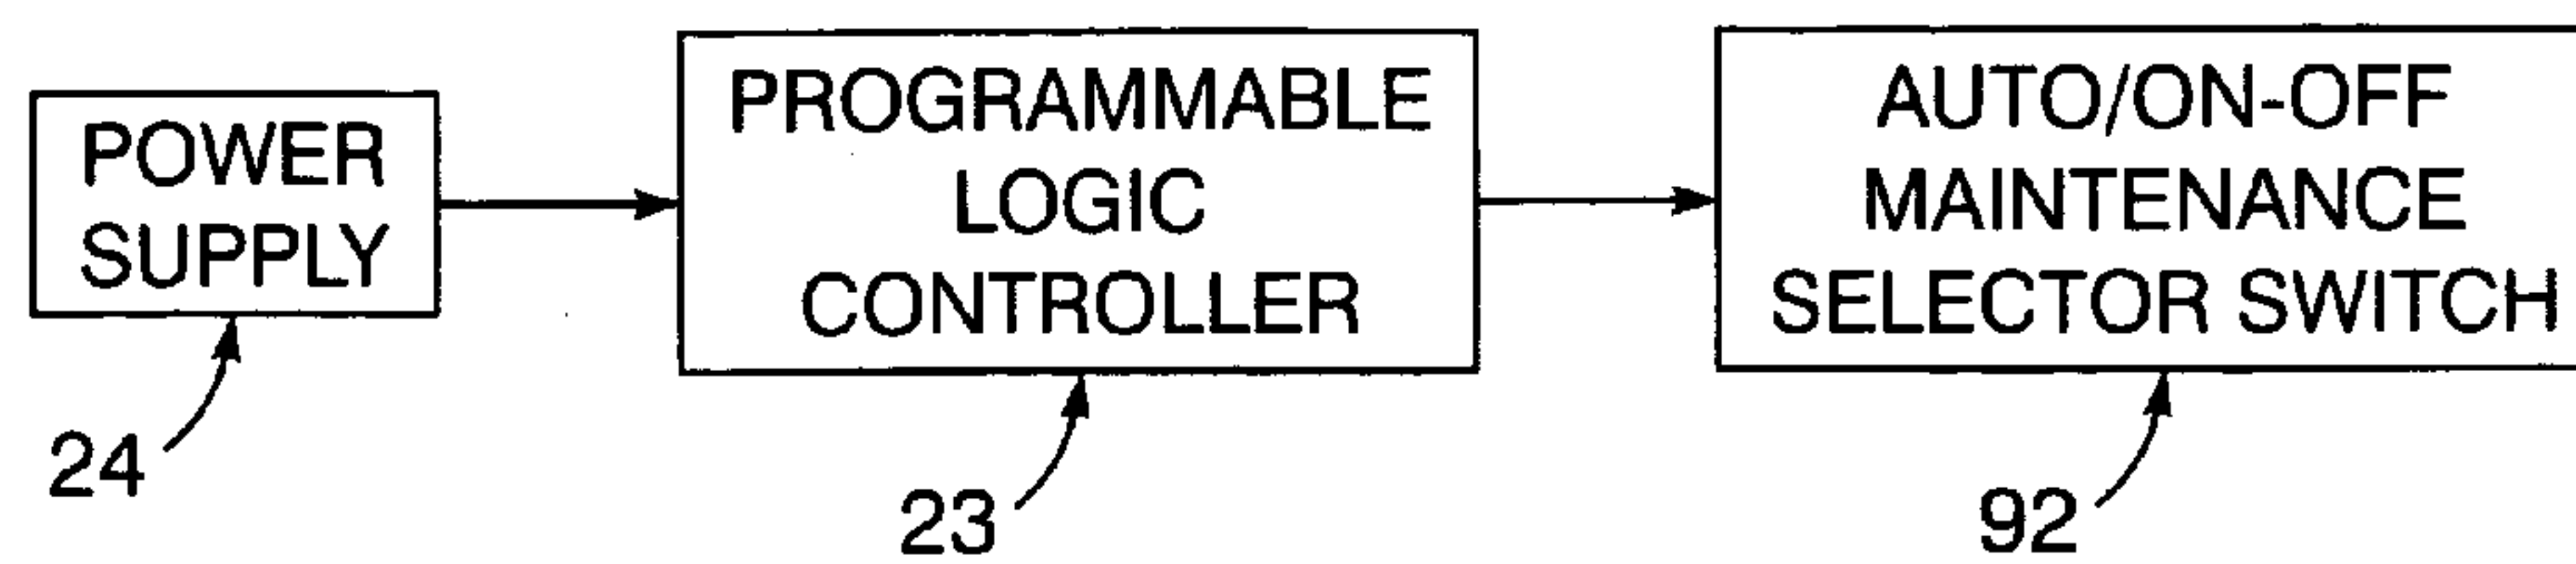 POWER
SUPPLY
24
PROGRAMMABLE
LOGIC
CONTROLLER
23
AUTO/ON-OFF
MAINTENANCE
SELECTOR SWITCH
92